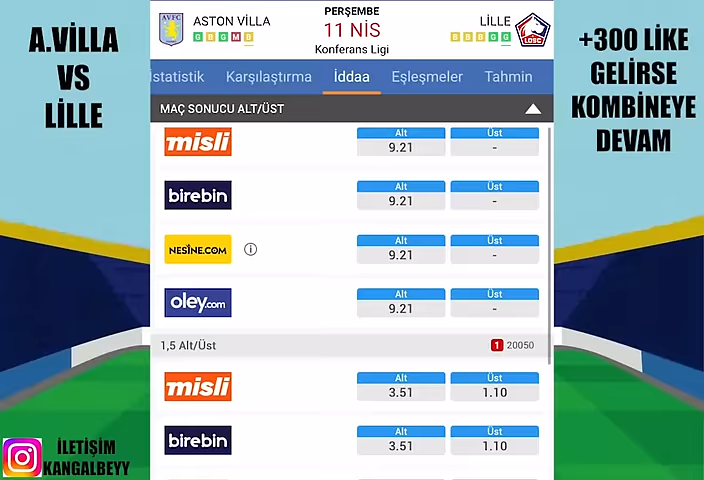 A.VİLLA
VS
LİLLE
AVFC
ASTON VİLLA
G B G M B
PERŞEMBE
11 NİS
Konferans Ligi
LİLLE
B B B G G
LOSC
+300 LİKE
GELİRSE
KOMBİNEYE
DEVAM
İstatistik Karşılaştırma İddaa Eşleşmeler Tahmin
MAÇ SONUCU ALT/ÜST
misli Alt 9.21 Üst -
birebin Alt 9.21 Üst -
NESİNE.COM i Alt 9.21 Üst -
oley.com Alt 9.21 Üst -
1,5 Alt/Üst 1 20050
misli Alt 3.51 Üst 1.10
birebin Alt 3.51 Üst 1.10
İLETİŞİM
KANGALBEYY